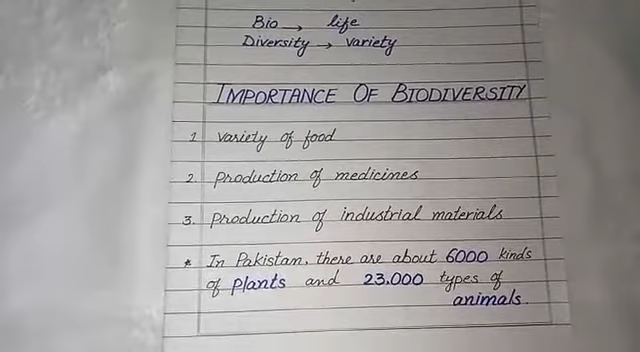 Bio → life
Diversity → variety
IMPORTANCE OF BIODIVERSITY
1. Variety of food
2. Production of medicines
3. Production of industrial materials
* In Pakistan, there are about 6000 kinds
of plants and 23.000 types of
animals.